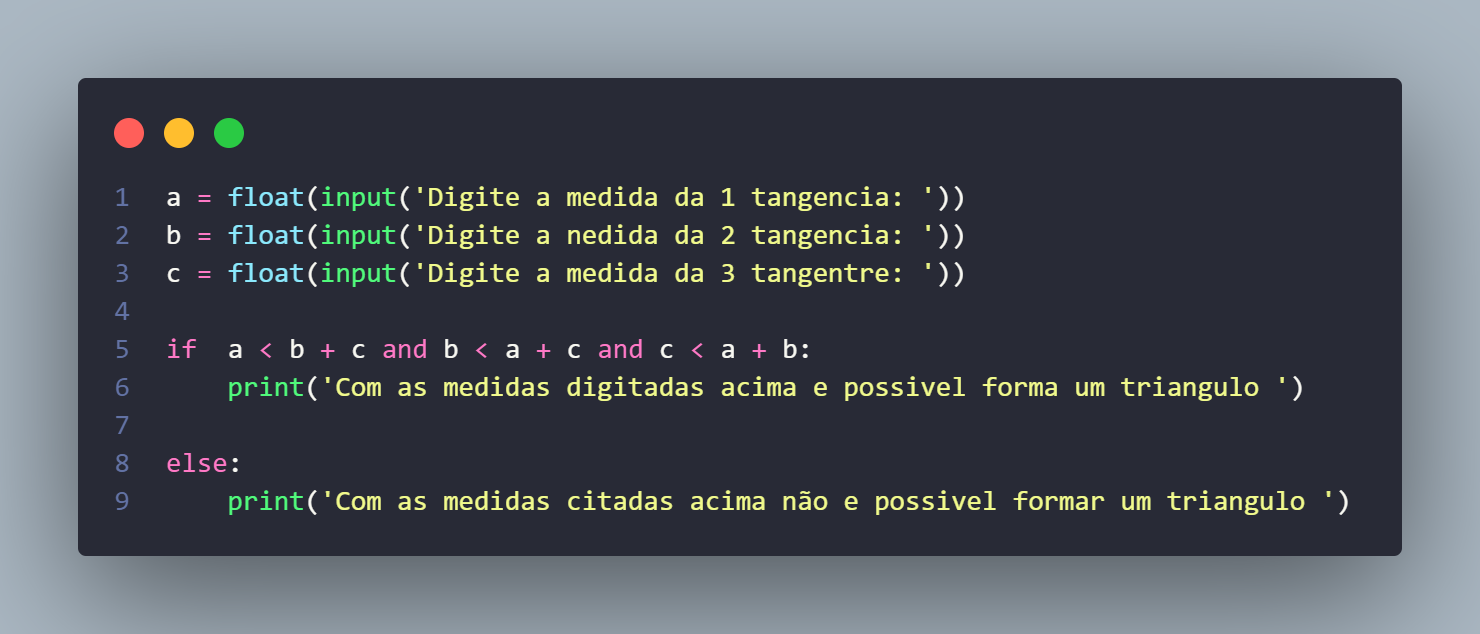 1 a = float(input('Digite a medida da 1 tangencia: '))
2 b = float(input('Digite a nedida da 2 tangencia: '))
3 c = float(input('Digite a medida da 3 tangentre: '))
4
5 if  a < b + c and b < a + c and c < a + b:
6     print('Com as medidas digitadas acima e possivel forma um triangulo ')
7
8 else:
9     print('Com as medidas citadas acima não e possivel formar um triangulo ')